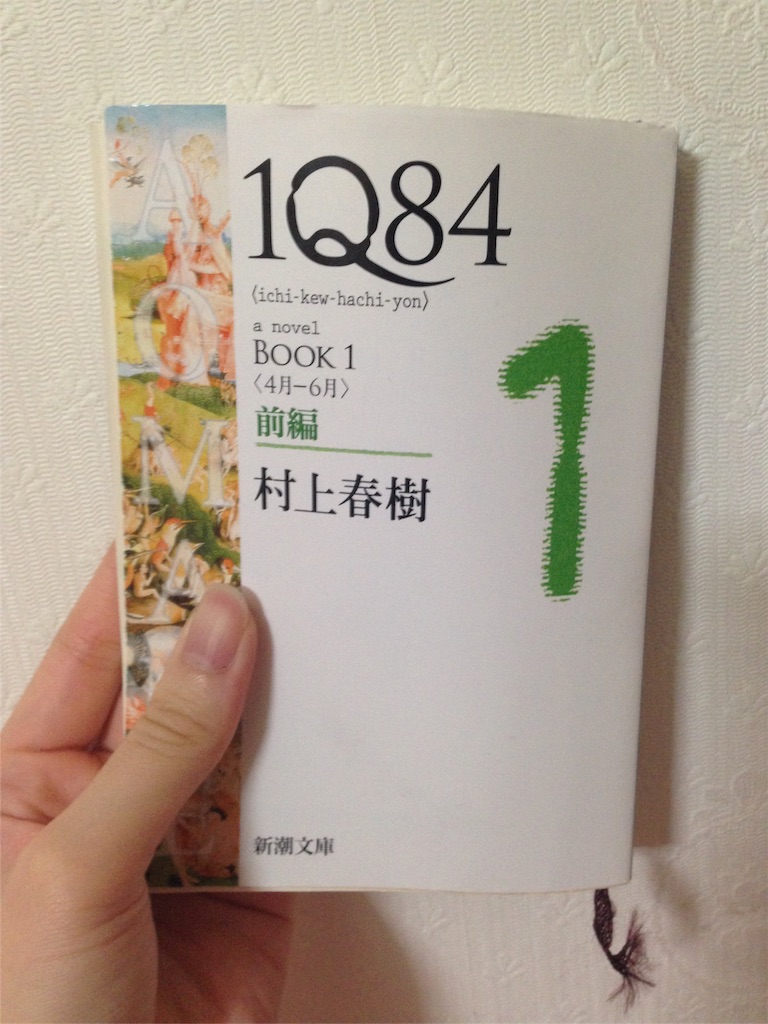 1Q84
〈ichi-kew-hachi-yon〉
a novel
BOOK 1
〈4月−6月〉
前編
村上春樹
1
新潮文庫
A
O
M
A